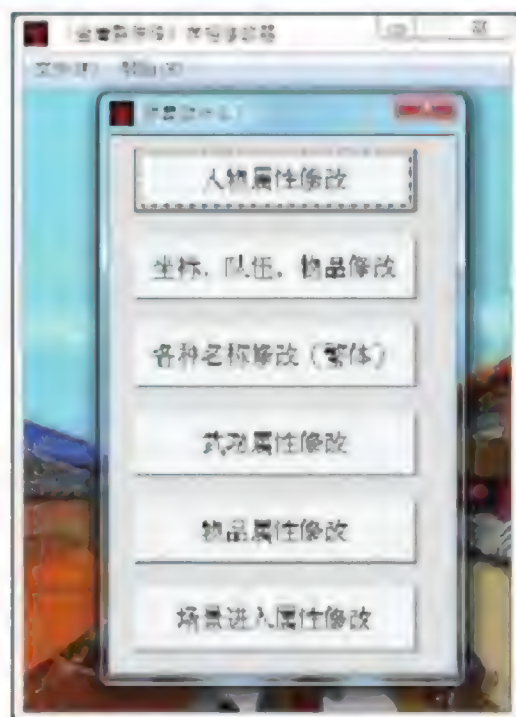 人物属性修改
坐标，队伍，物品修改
各种名称修改（繁体）
武功属性修改
物品属性修改
场景进入属性修改